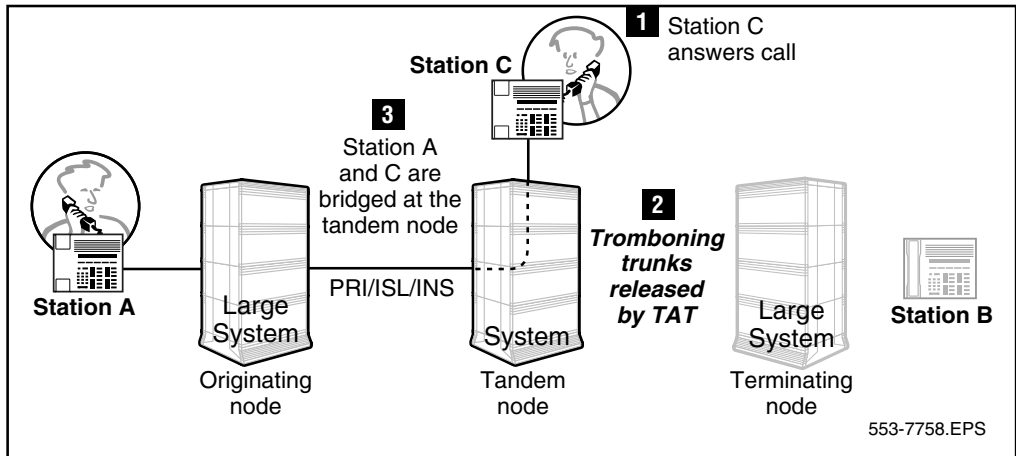 1 Station C
answers call
Station C
3
Station A
and C are
bridged at the
tandem node
2
Tromboning
trunks
released
by TAT
Station A
Large
System
PRI/ISL/INS
System
Large
System
Station B
Originating
node
Tandem
node
Terminating
node
553-7758.EPS